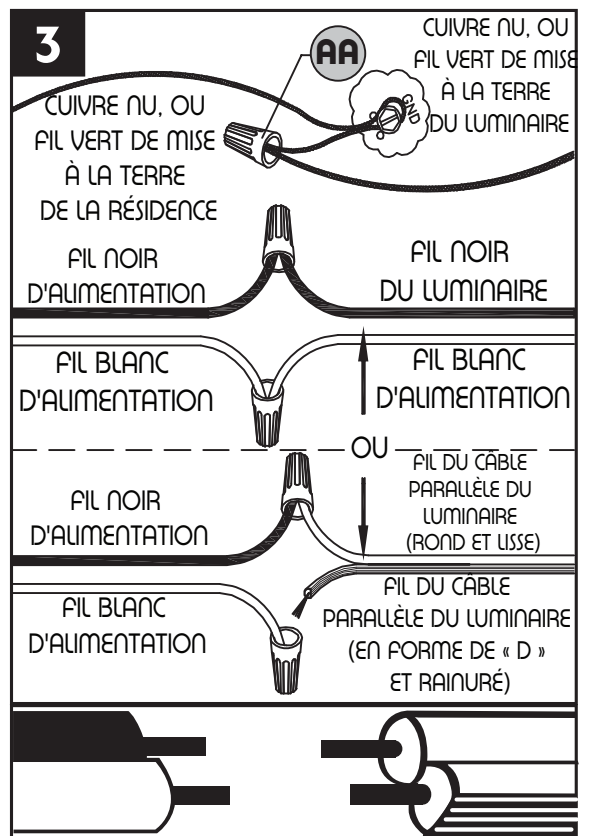 3
AA
CUIVRE NU, OU
FIL VERT DE MISE
À LA TERRE
DU LUMINAIRE
GND
CUIVRE NU, OU
FIL VERT DE MISE
À LA TERRE
DE LA RÉSIDENCE
FIL NOIR
D'ALIMENTATION
FIL NOIR
DU LUMINAIRE
FIL BLANC
D'ALIMENTATION
FIL BLANC
D'ALIMENTATION
OU
FIL NOIR
D'ALIMENTATION
FIL DU CÂBLE
PARALLÈLE DU
LUMINAIRE
(ROND ET LISSE)
FIL BLANC
D'ALIMENTATION
FIL DU CÂBLE
PARALLÈLE DU LUMINAIRE
(EN FORME DE « D »
ET RAINURÉ)